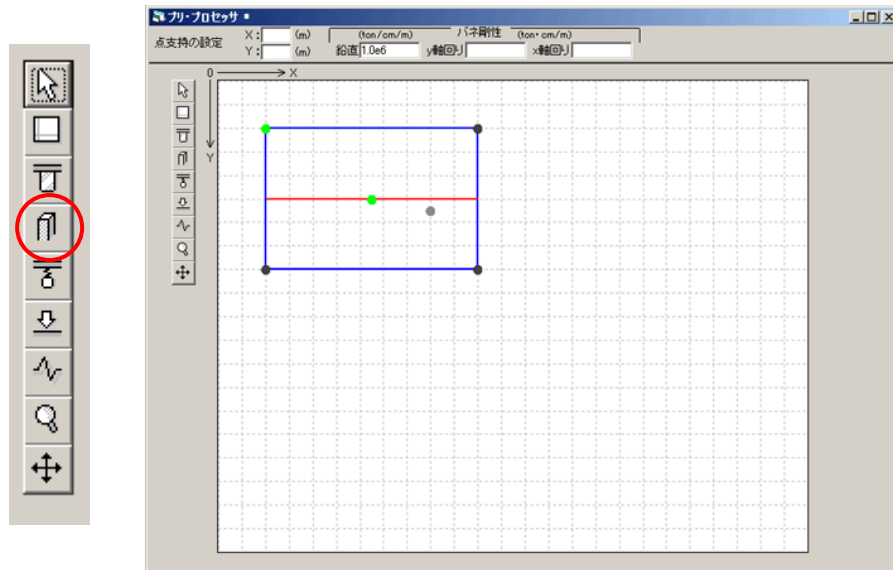 プリ・プロセッサ *
点支持の設定
X: (m)
Y: (m)
(ton/cm/m) バネ剛性 (ton・cm/m)
鉛直 1.0e6 y軸回り x軸回り
0 X
Y